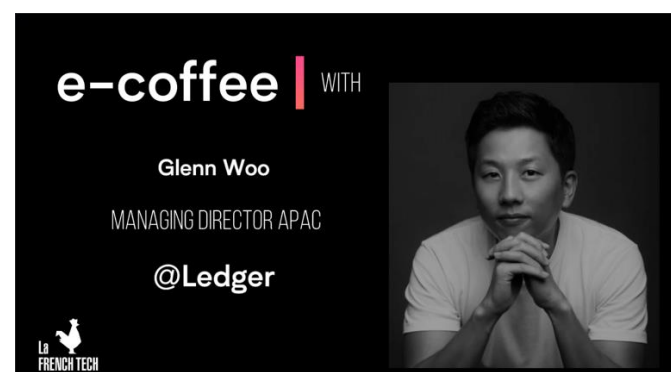 e-coffee | WITH
Glenn Woo
MANAGING DIRECTOR APAC
@Ledger
La
FRENCH TECH